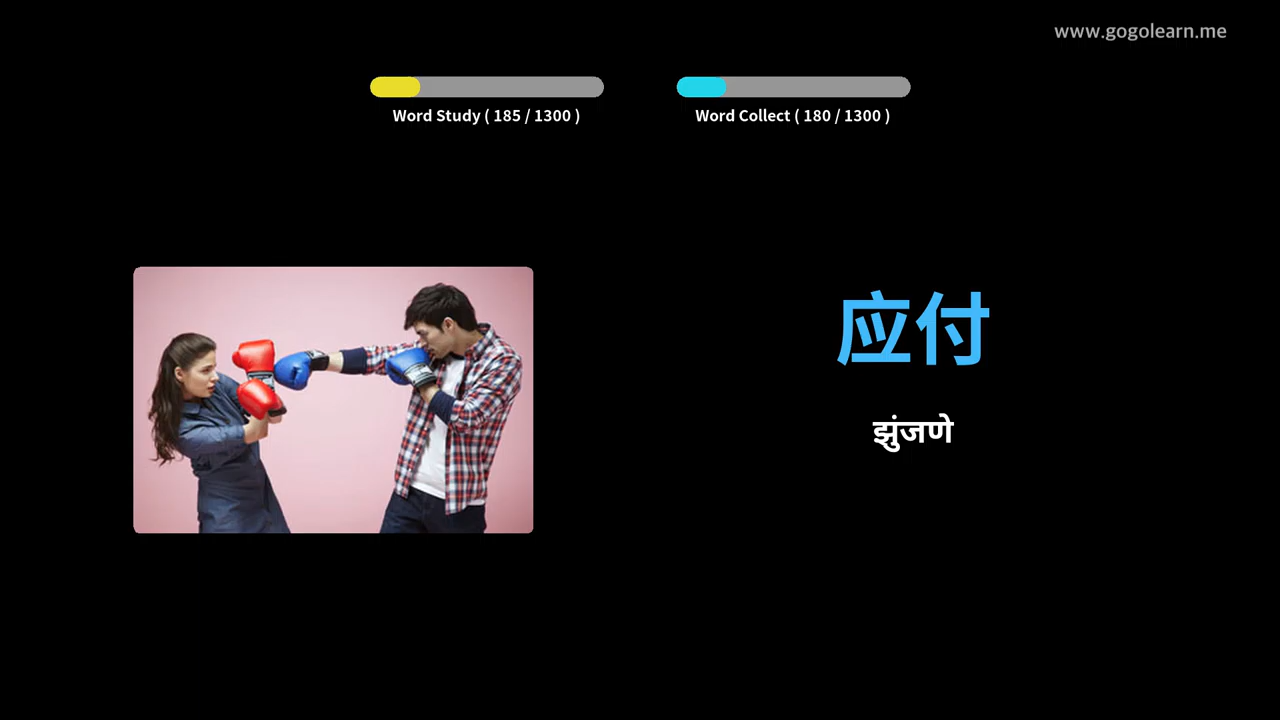 www.gogolearn.me
Word Study ( 185 / 1300 )
Word Collect ( 180 / 1300 )
应付
झुंजणे